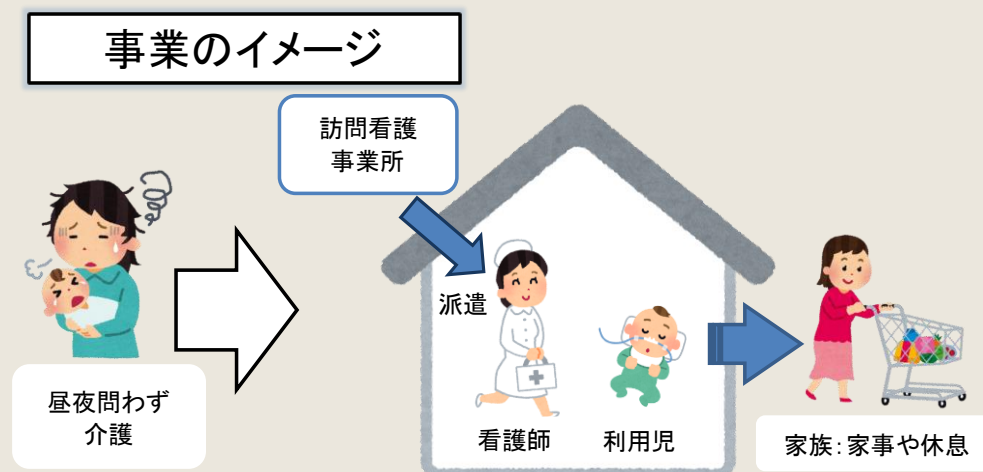 事業のイメージ
訪問看護
事業所
派遣
昼夜問わず
介護
看護師
利用児
家族：家事や休息